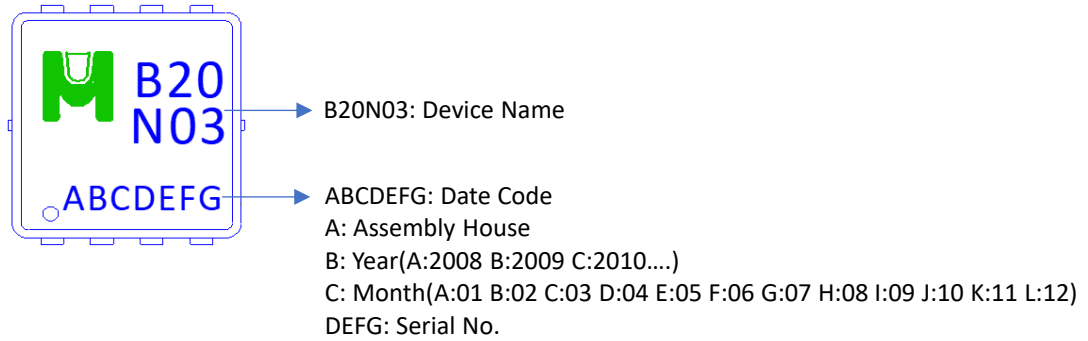 B20
N03
B20N03: Device Name
ABCDEFG
ABCDEFG: Date Code
A: Assembly House
B: Year(A:2008 B:2009 C:2010....)
C: Month(A:01 B:02 C:03 D:04 E:05 F:06 G:07 H:08 I:09 J:10 K:11 L:12)
DEFG: Serial No.